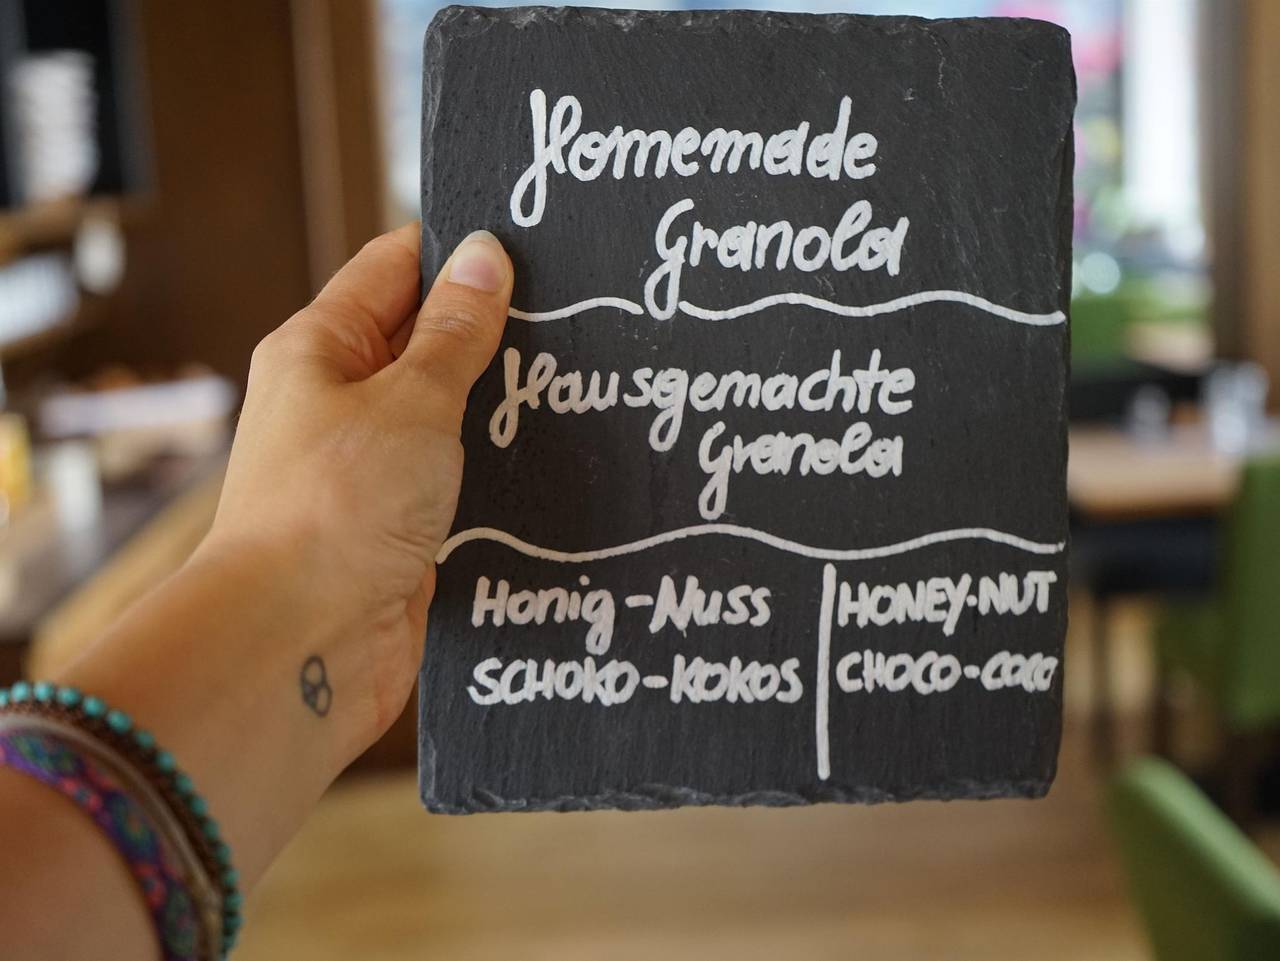 Homemade
Granola
Hausgemachte
Granola
Honig-Nuss
SCHOKO-KOKOS
HONEY-NUT
CHOCO-COCO